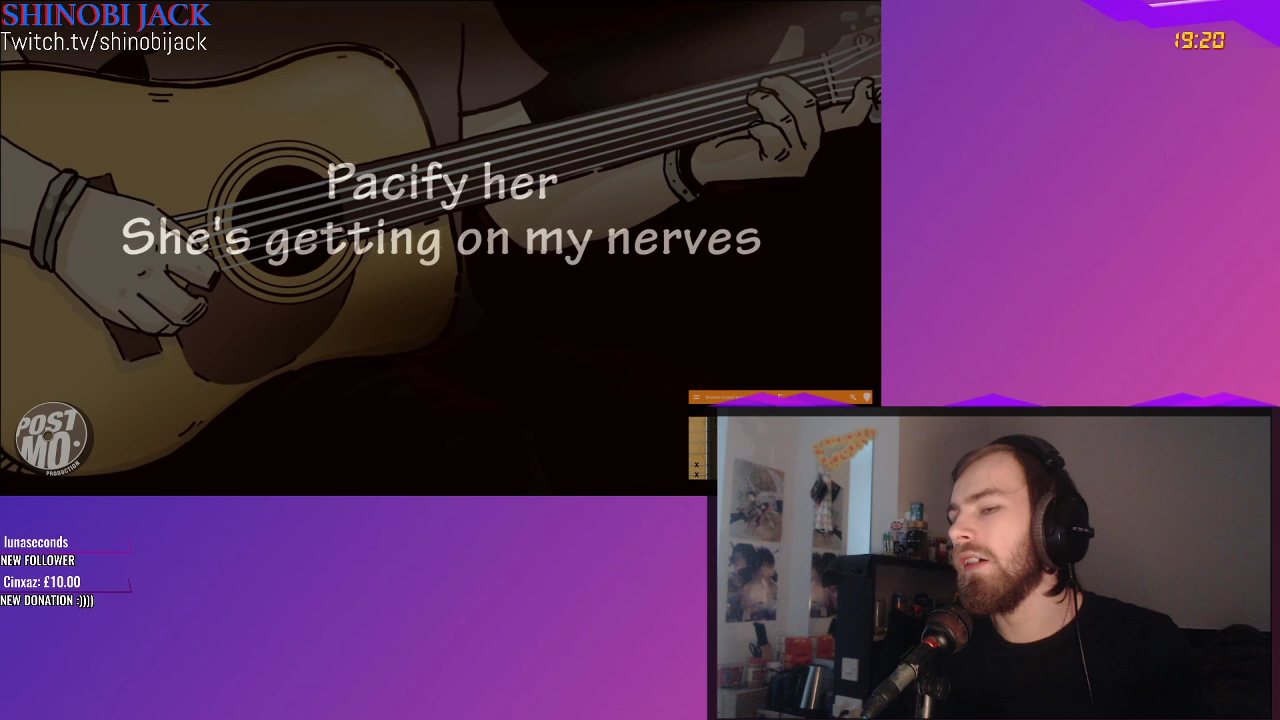 SHINOBI JACK
Twitch.tv/shinobijack
19:20
Pacify her
She's getting on my nerves
POST
MO.
PRODUCTION
lunaseconds
NEW FOLLOWER
Cinxaz: £10.00
NEW DONATION :))))
x
x